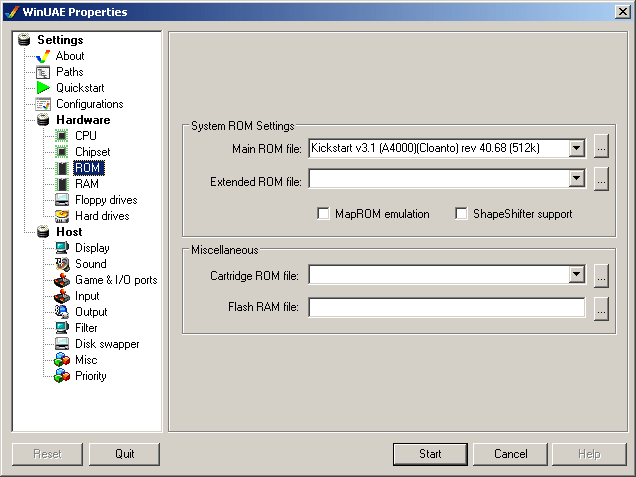 WinUAE Properties
Settings
About
Paths
Quickstart
Configurations
Hardware
CPU
Chipset
ROM
RAM
Floppy drives
Hard drives
Host
Display
Sound
Game & I/O ports
Input
Output
Filter
Disk swapper
Misc
Priority
System ROM Settings
Main ROM file: Kickstart v3.1 (A4000)(Cloanto) rev 40.68 (512k) ...
Extended ROM file: ...
MapROM emulation ShapeShifter support
Miscellaneous
Cartridge ROM file: ...
Flash RAM file: ...
Reset Quit Start Cancel Help